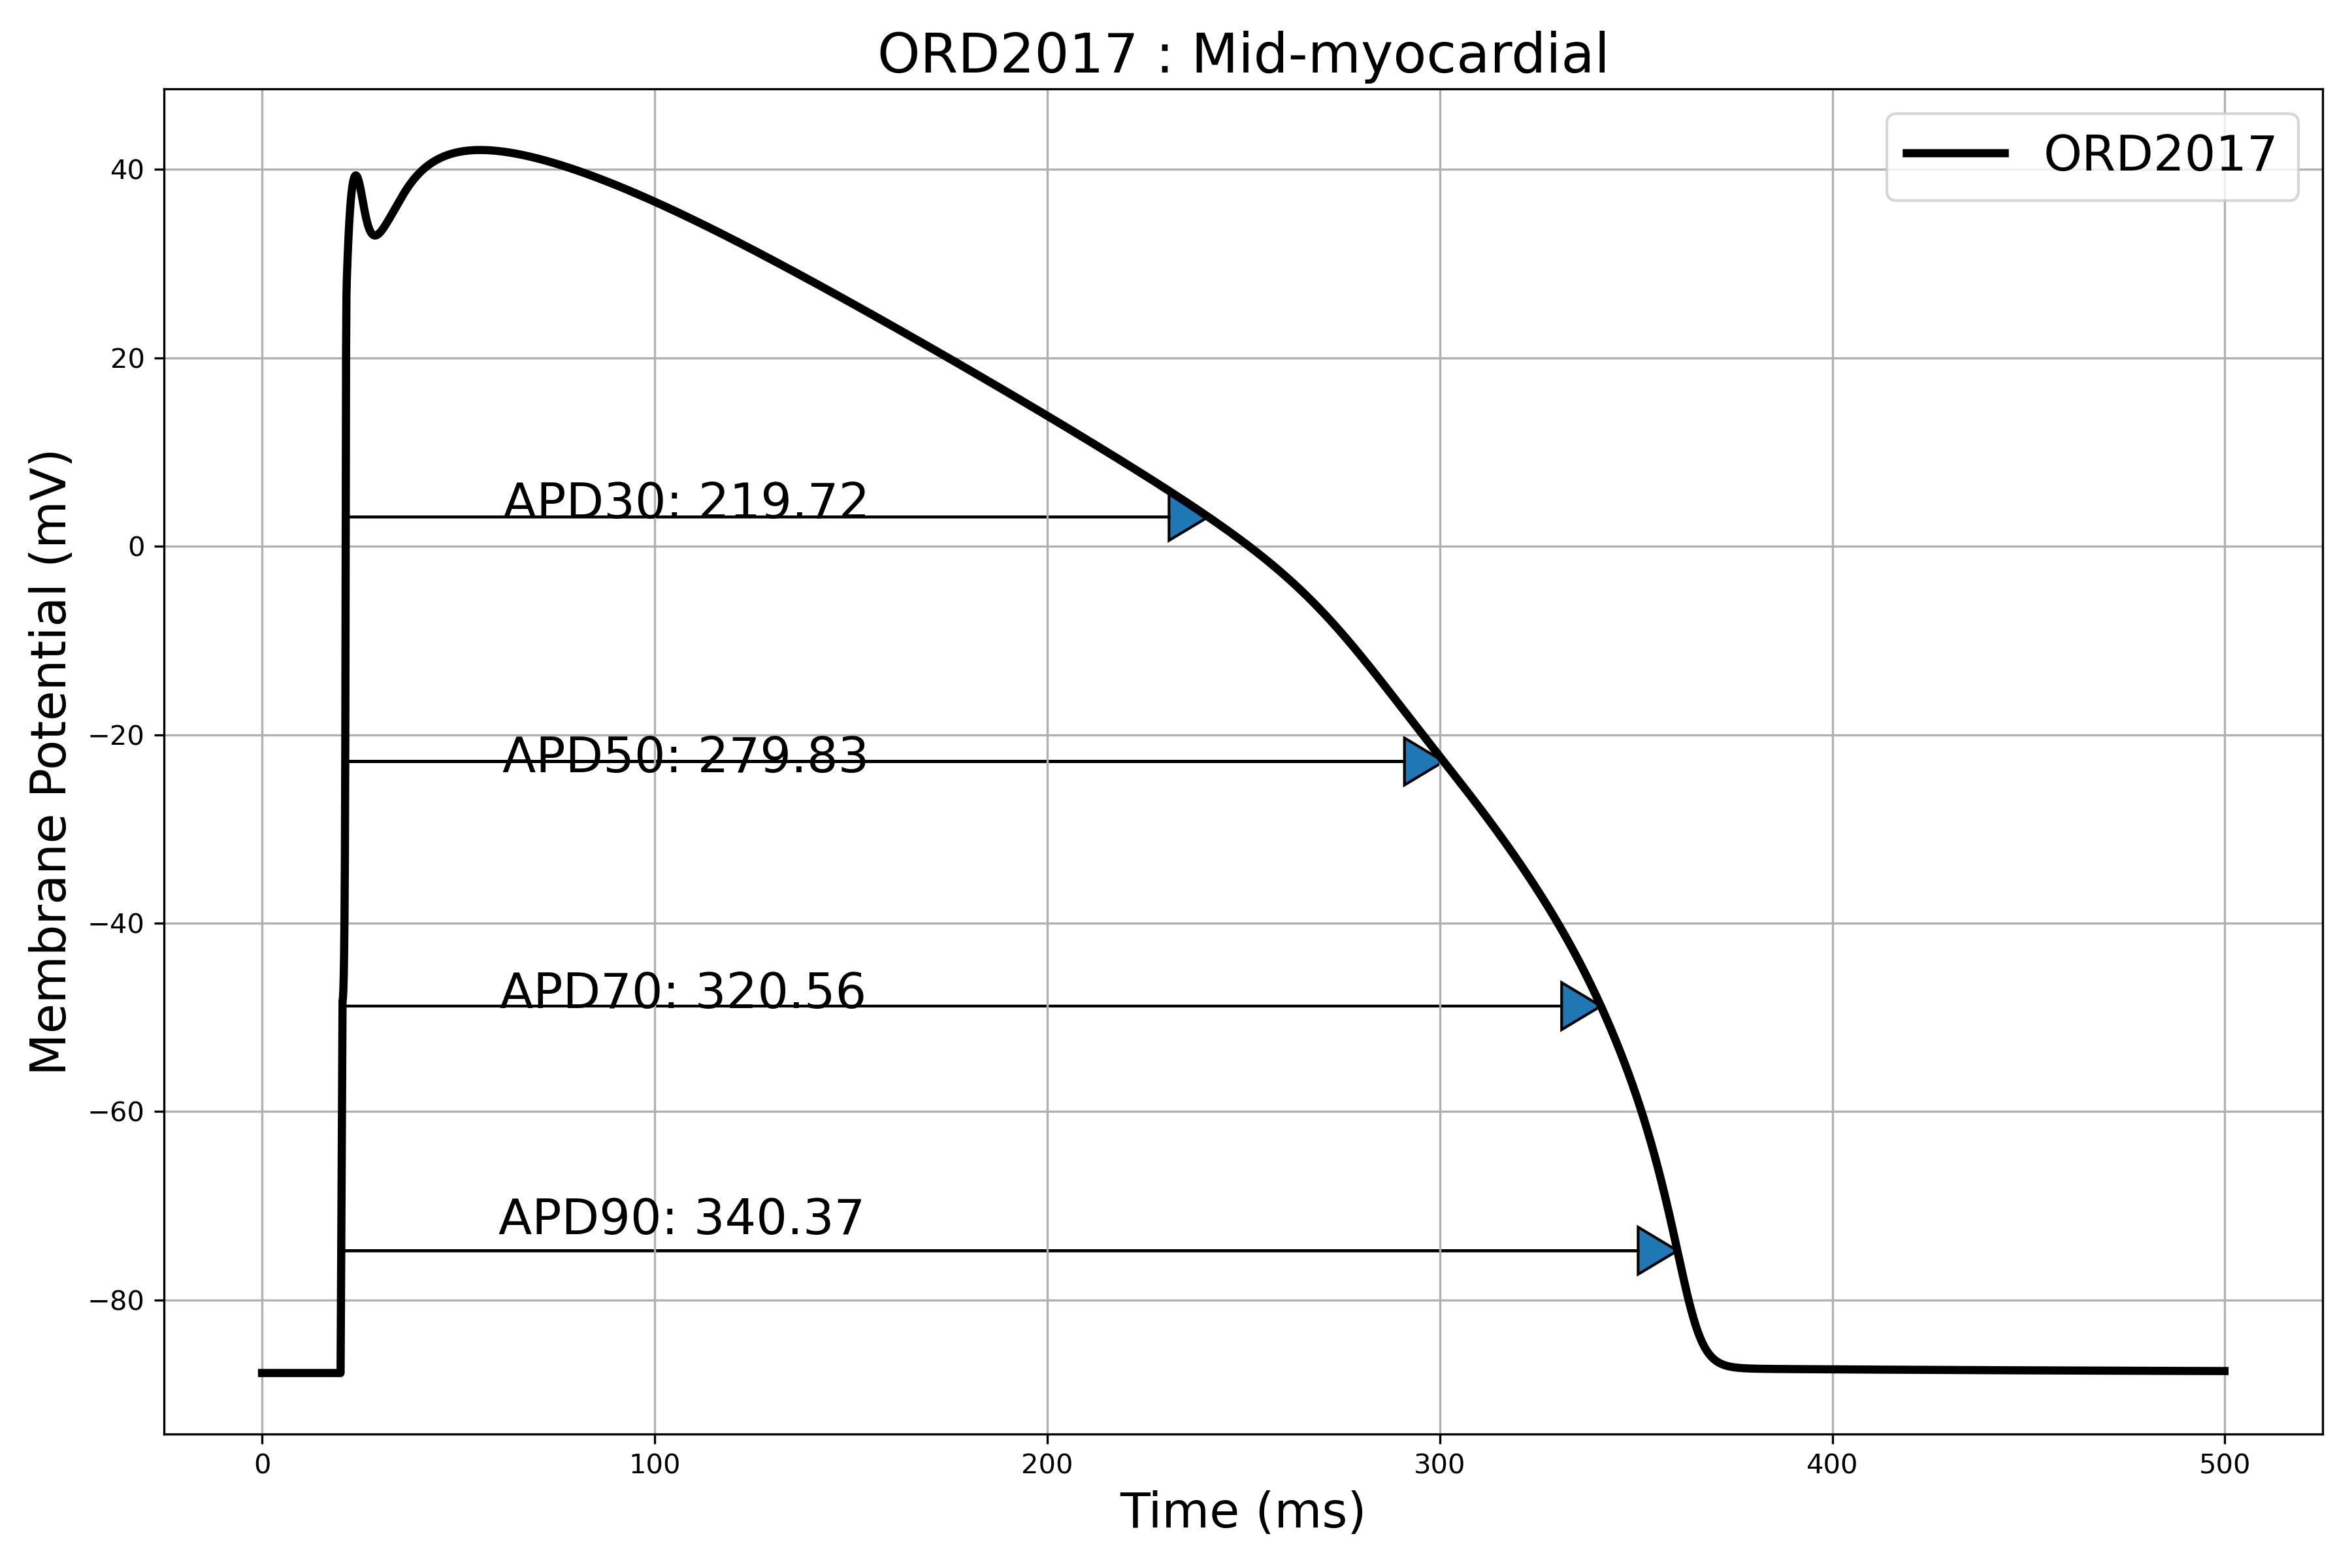 ORD2017 : Mid-myocardial
ORD2017
Membrane Potential (mV)
40
20
0
−20
−40
−60
−80
APD30: 219.72
APD50: 279.83
APD70: 320.56
APD90: 340.37
0 100 200 300 400 500
Time (ms)